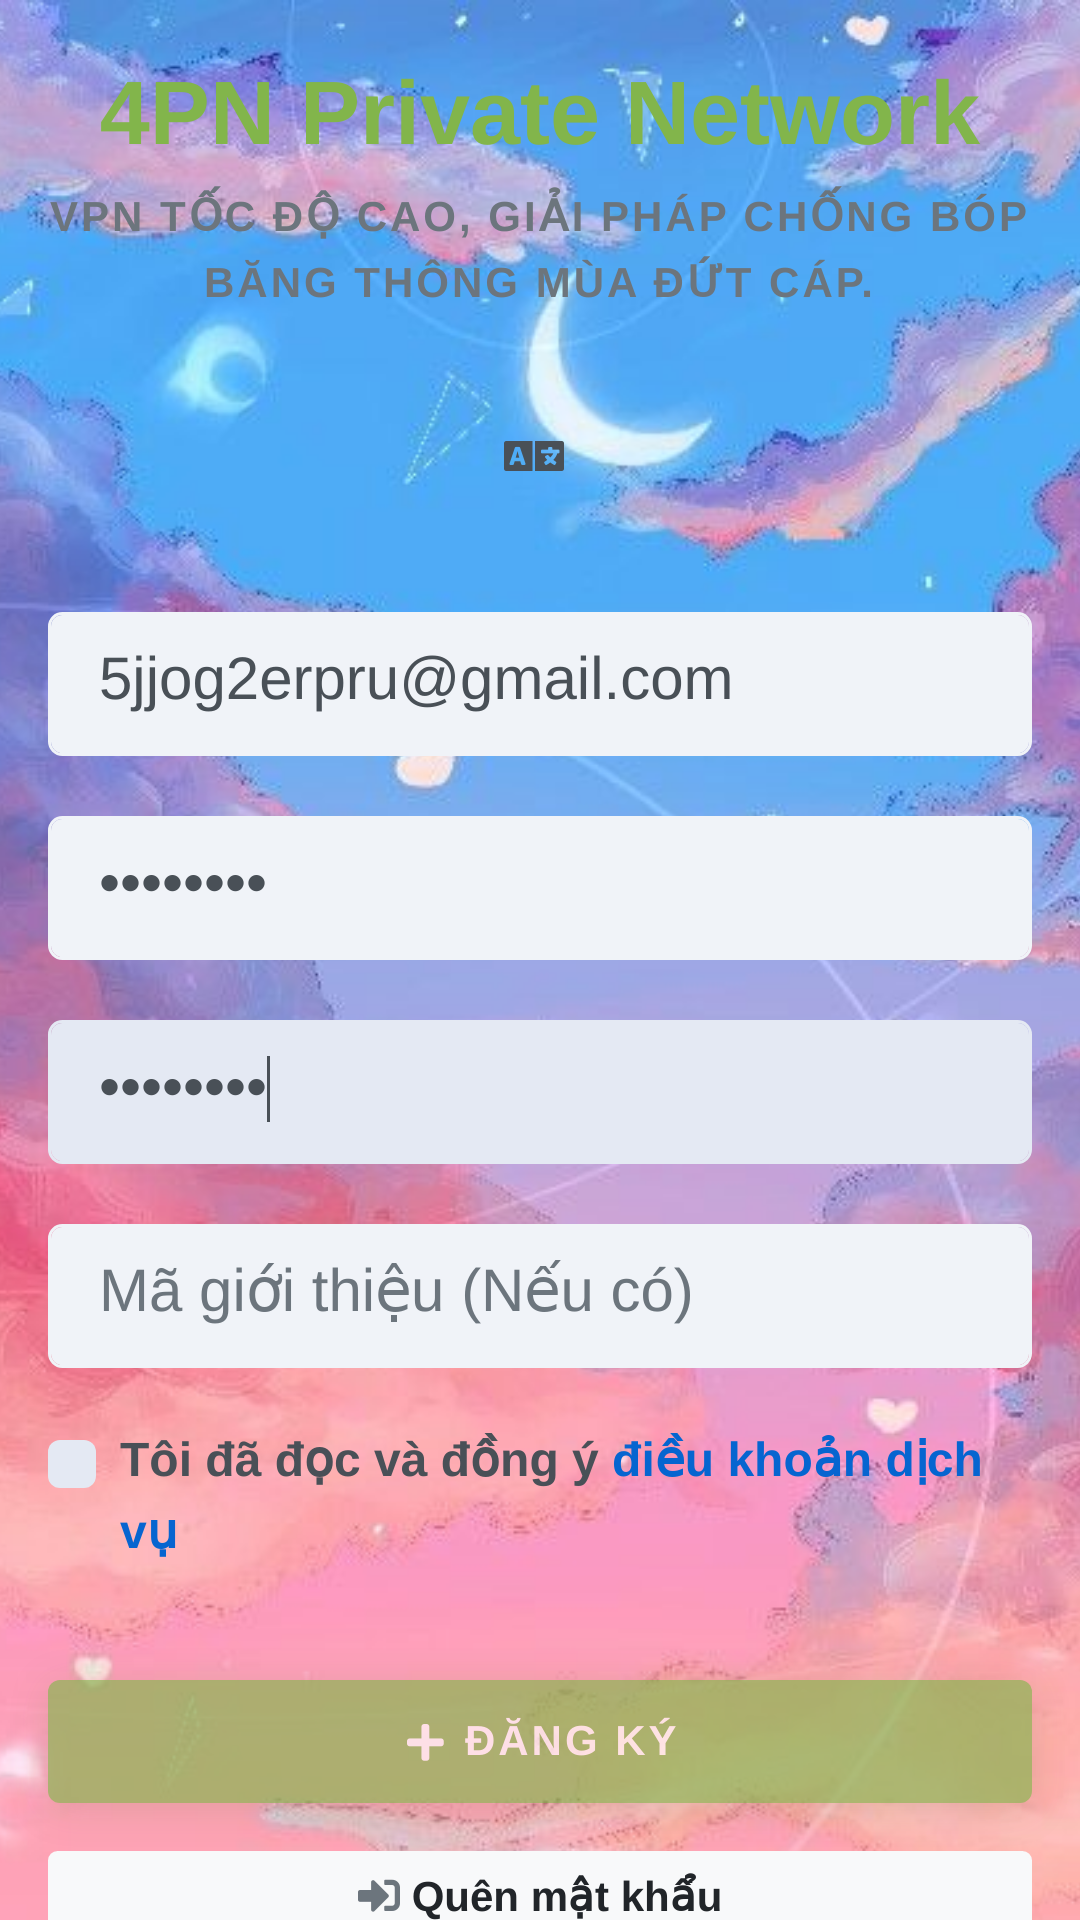 4PN Private Network
VPN TỐC ĐỘ CAO, GIẢI PHÁP CHỐNG BÓP
BĂNG THÔNG MÙA ĐỨT CÁP.
5jjog2erpru@gmail.com
••••••••
••••••••
Mã giới thiệu (Nếu có)
Tôi đã đọc và đồng ý điều khoản dịch
vụ
ĐĂNG KÝ
Quên mật khẩu